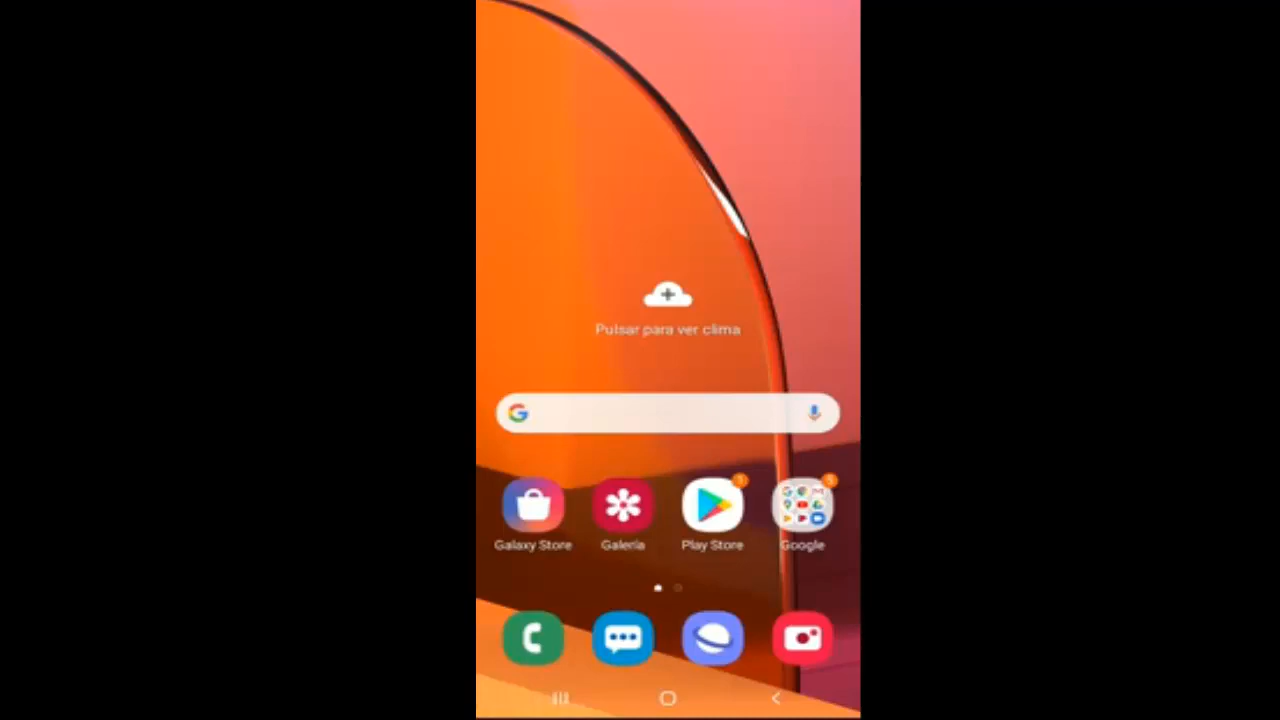 Pulsar para ver clima
Galaxy Store
Galería
Play Store
Google